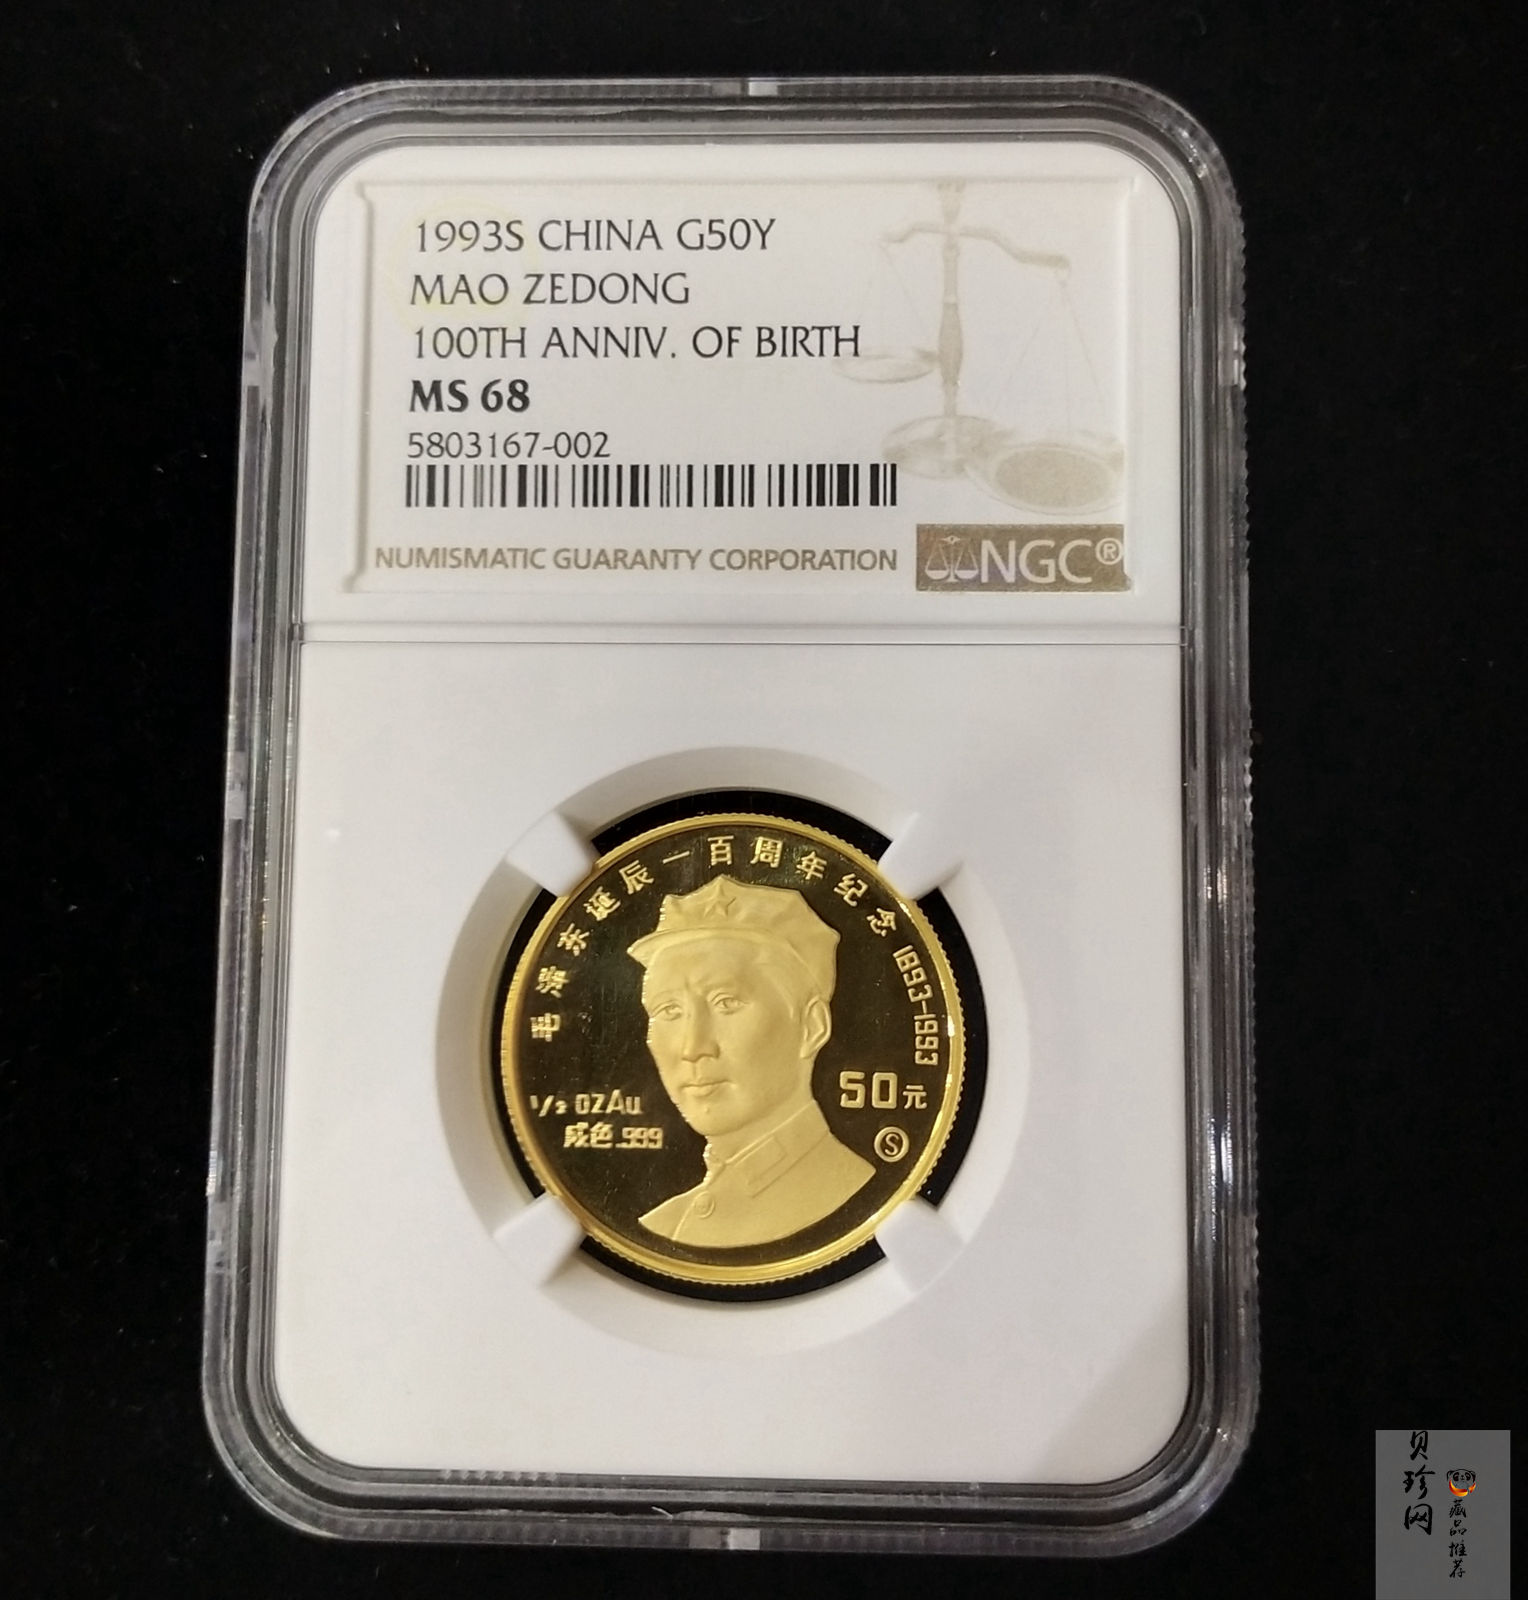 1993S CHINA G50Y
MAO ZEDONG
100TH ANNIV. OF BIRTH
MS 68
5803167-002
NUMISMATIC GUARANTY CORPORATION
NGC®
毛泽东诞辰一百周年纪念 1893-1993
1/2 OZAu
成色.999
50元
S
贝珍网
藏品推荐